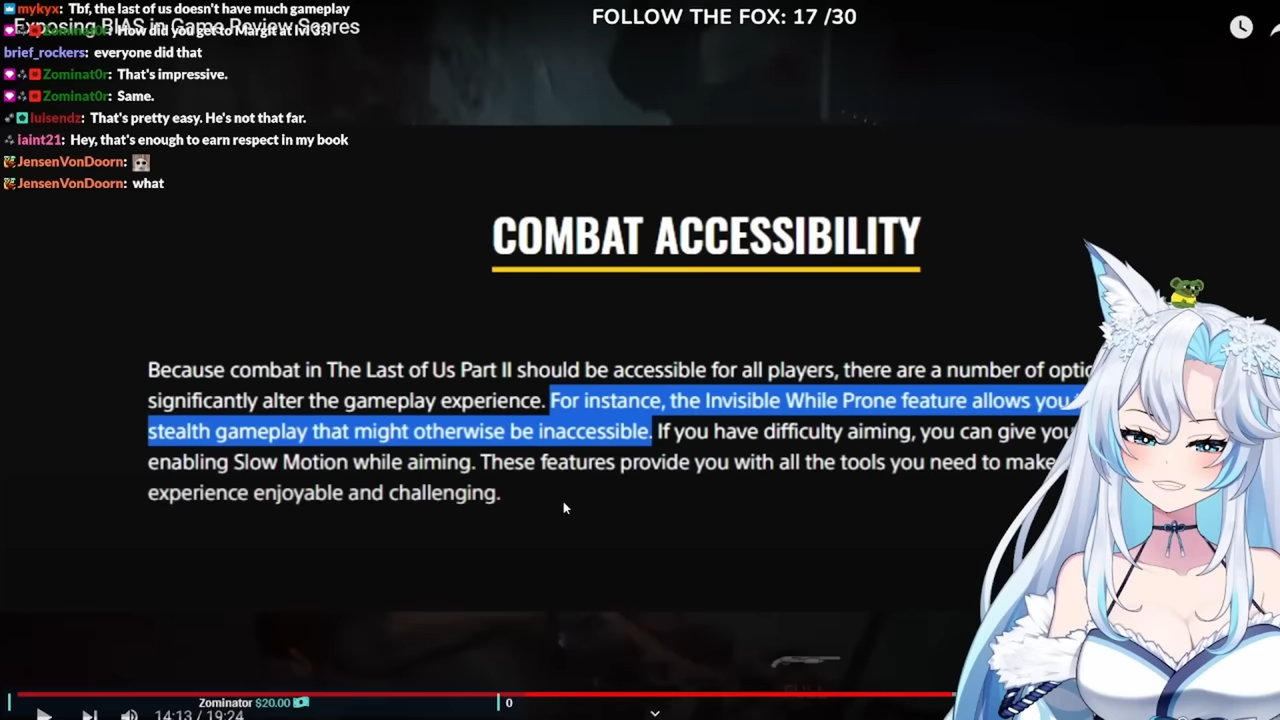 mykyx: Tbf, the last of us doesn't have much gameplay
FOLLOW THE FOX: 17 /30
Exposing BIAS in Game Review Scores
Zominat0r: How did you get to Margit at lvl 3?!
brief_rockers: everyone did that
Zominat0r: That's impressive.
Zominat0r: Same.
luisendz: That's pretty easy. He's not that far.
iaint21: Hey, that's enough to earn respect in my book
JensenVonDoorn:
JensenVonDoorn: what
COMBAT ACCESSIBILITY
Because combat in The Last of Us Part II should be accessible for all players, there are a number of
significantly alter the gameplay experience. For instance, the Invisible While Prone feature allows you
stealth gameplay that might otherwise be inaccessible. If you have difficulty aiming, you can give
enabling Slow Motion while aiming. These features provide you with all the tools you need to make
experience enjoyable and challenging.
Zominator $20.00
0
14:13 / 19:24